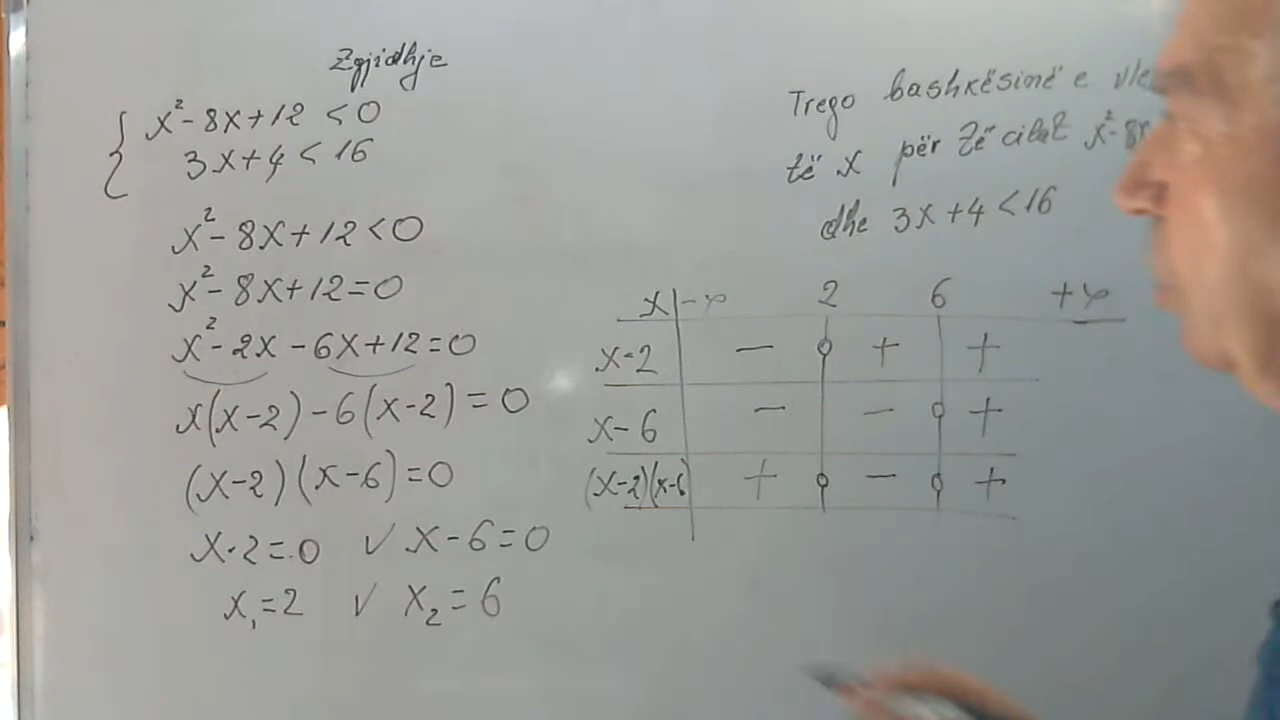 Zgjidhje
x²-8x+12<0
3x+4<16
x²-8x+12<0
x²-8x+12=0
x²-2x-6x+12=0
x(x-2)-6(x-2)=0
(x-2)(x-6)=0
x-2=0 ∨ x-6=0
x₁=2 ∨ x₂=6
Trego bashkësinë e
të x për të cilat x²-8x
dhe 3x+4<16
x -∞ 2 6 +∞
x-2 - + +
x-6 - - +
(x-2)(x-6) + - +